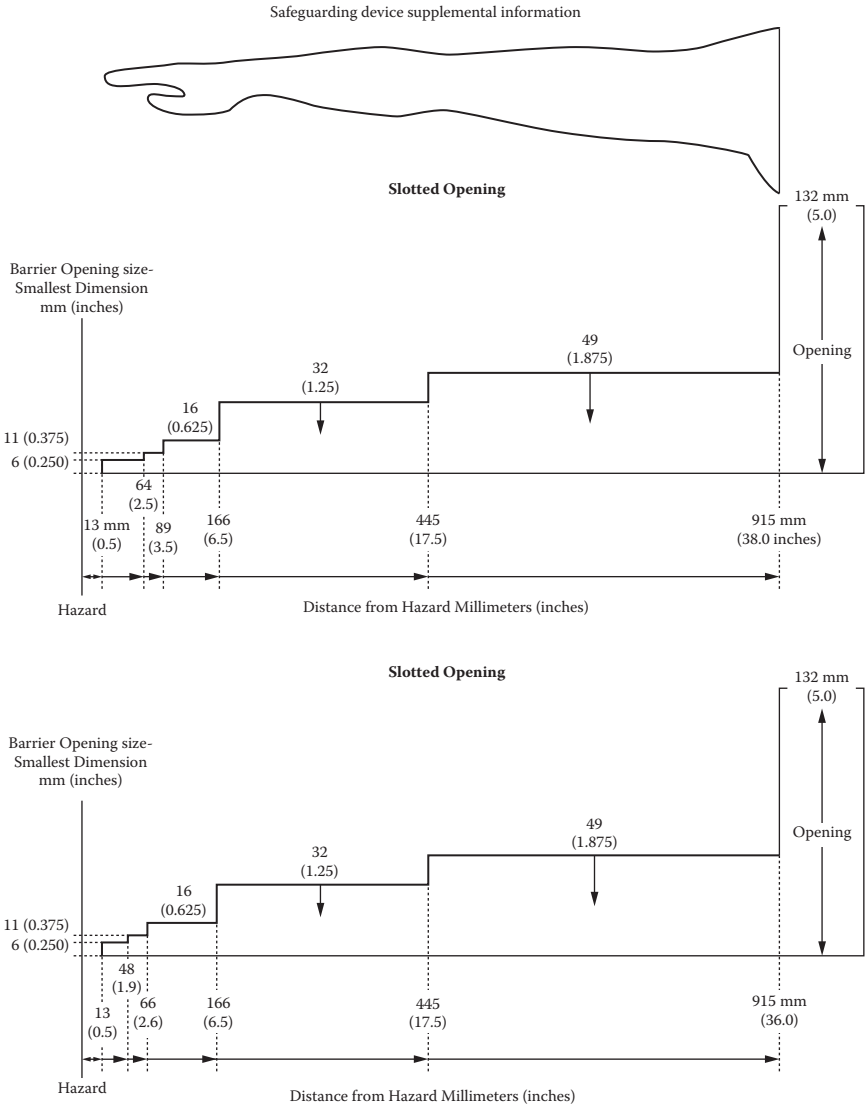 Safeguarding device supplemental information
Slotted Opening
132 mm
(5.0)
Barrier Opening size-
Smallest Dimension
mm (inches)
49
(1.875)
Opening
32
(1.25)
16
(0.625)
11 (0.375)
6 (0.250)
64
(2.5)
13 mm
(0.5)
89
(3.5)
166
(6.5)
445
(17.5)
915 mm
(38.0 inches)
Hazard
Distance from Hazard Millimeters (inches)
Slotted Opening
132 mm
(5.0)
Barrier Opening size-
Smallest Dimension
mm (inches)
49
(1.875)
Opening
32
(1.25)
16
(0.625)
11 (0.375)
6 (0.250)
48
(1.9)
13
(0.5)
66
(2.6)
166
(6.5)
445
(17.5)
915 mm
(36.0)
Hazard
Distance from Hazard Millimeters (inches)